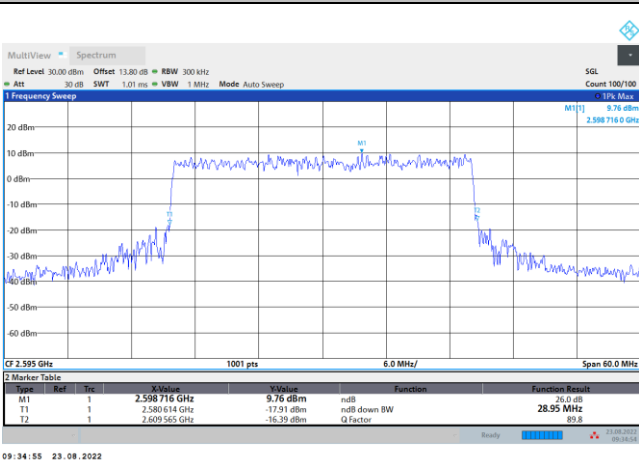 MultiView Spectrum
Ref Level 30.00 dBm Offset 13.80 dB RBW 300 kHz SGL
Att 30 dB SWT 1.01 ms VBW 1 MHz Mode Auto Sweep Count 100/100
1 Frequency Sweep 1Pk Max
M1[1] 9.76 dBm
2.598 716 0 GHz
20 dBm
M1
10 dBm
0 dBm
-10 dBm
-20 dBm
-30 dBm
-40 dBm
-50 dBm
-60 dBm
CF 2.595 GHz 1001 pts 6.0 MHz/ Span 60.0 MHz
2 Marker Table
Type Ref Trc X-Value Y-Value Function Function Result
M1 1 2.598 716 GHz 9.76 dBm ndB 26.0 dB
T1 1 2.580 614 GHz -17.91 dBm ndB down BW 28.95 MHz
T2 1 2.609 565 GHz -16.39 dBm Q Factor 89.8
Ready 23.08.2022
09:34:54
09:34:55 23.08.2022